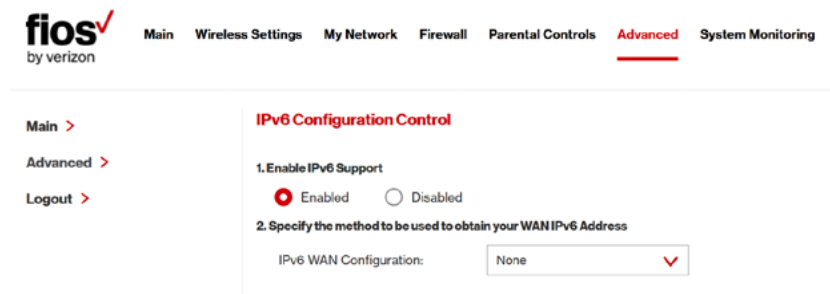 fios
by verizon
Main Wireless Settings My Network Firewall Parental Controls Advanced System Monitoring
Main >
Advanced >
Logout >
IPv6 Configuration Control
1. Enable IPv6 Support
Enabled Disabled
2. Specify the method to be used to obtain your WAN IPv6 Address
IPv6 WAN Configuration: None